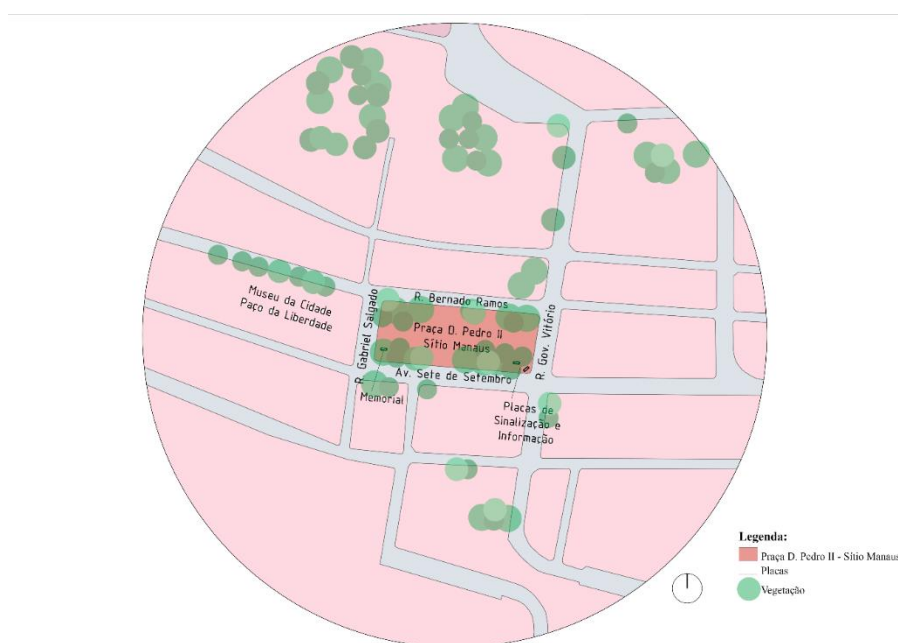 R. Bernado Ramos
Museu da Cidade
Paço da Liberdade
R. Gabriel Salgado
Praça D. Pedro II
Sítio Manaus
R. Gov. Vitório
Av. Sete de Setembro
Memorial
Placas de
Sinalização e
Informação
Legenda:
Praça D. Pedro II - Sítio Manaus
Placas
Vegetação